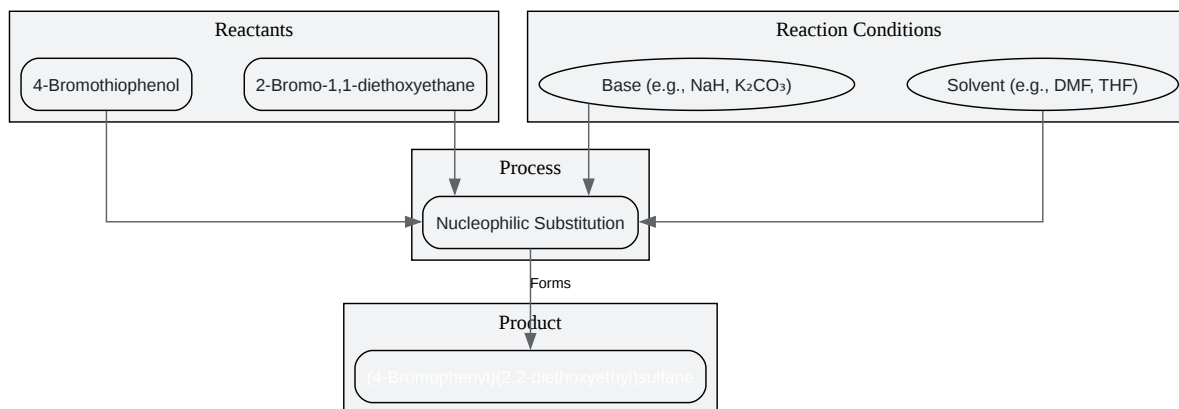 Reactants
Reaction Conditions
4-Bromothiophenol
2-Bromo-1,1-diethoxyethane
Base (e.g., NaH, K₂CO₃)
Solvent (e.g., DMF, THF)
Process
Nucleophilic Substitution
Forms
Product
(4-Bromophenyl)(2,2-diethoxyethyl)sulfane